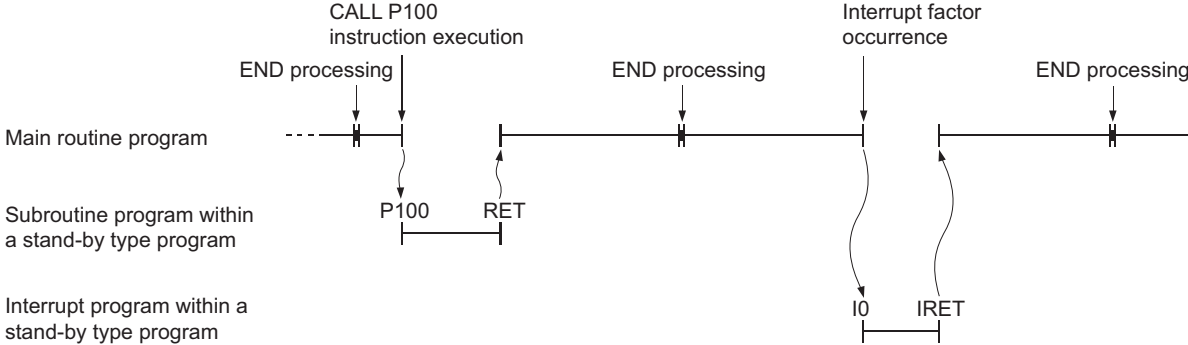 CALL P100
instruction execution
Interrupt factor
occurrence
END processing
END processing
END processing
Main routine program
P100
RET
Subroutine program within
a stand-by type program
Interrupt program within a
stand-by type program
I0
IRET